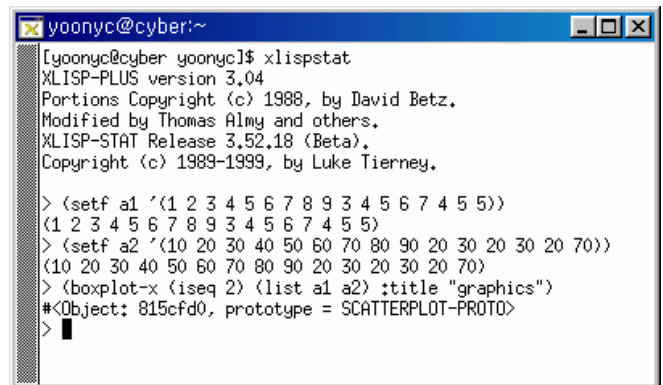 yoonyc@cyber:~
[yoonyc@cyber yoonyc]$ xlispstat
XLISP-PLUS version 3.04
Portions Copyright (c) 1988, by David Betz.
Modified by Thomas Almy and others.
XLISP-STAT Release 3.52.18 (Beta).
Copyright (c) 1989-1999, by Luke Tierney.
> (setf a1 '(1 2 3 4 5 6 7 8 9 3 4 5 6 7 4 5 5))
(1 2 3 4 5 6 7 8 9 3 4 5 6 7 4 5 5)
> (setf a2 '(10 20 30 40 50 60 70 80 90 20 30 20 30 20 70))
(10 20 30 40 50 60 70 80 90 20 30 20 30 20 70)
> (boxplot-x (iseq 2) (list a1 a2) :title "graphics")
#<Object: 815cfd0, prototype = SCATTERPLOT-PROTO>
>